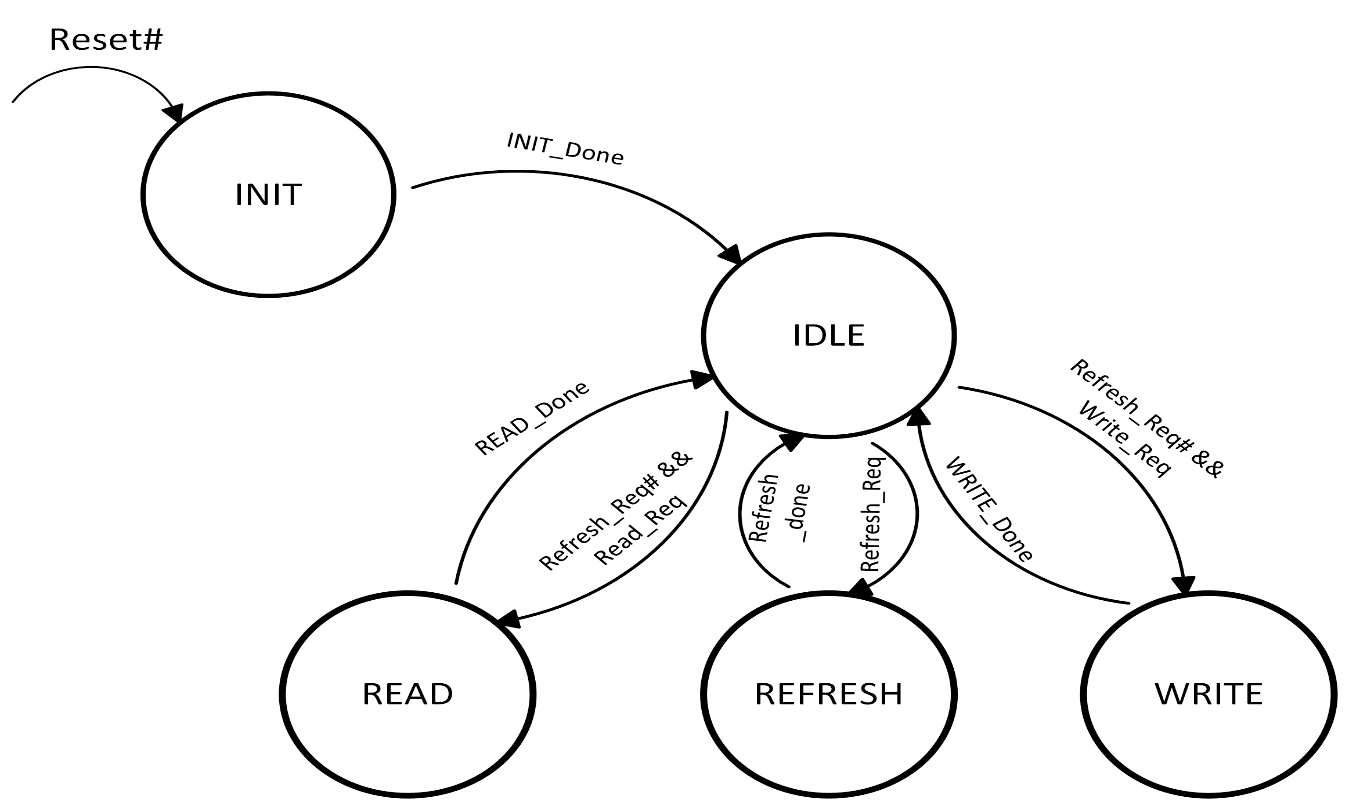 Reset#
INIT
INIT_Done
IDLE
READ_Done
Refresh_Req# &&
Read_Req
Refresh
_done
Refresh_Req
WRITE_Done
Refresh_Req# &&
Write_Req
READ
REFRESH
WRITE